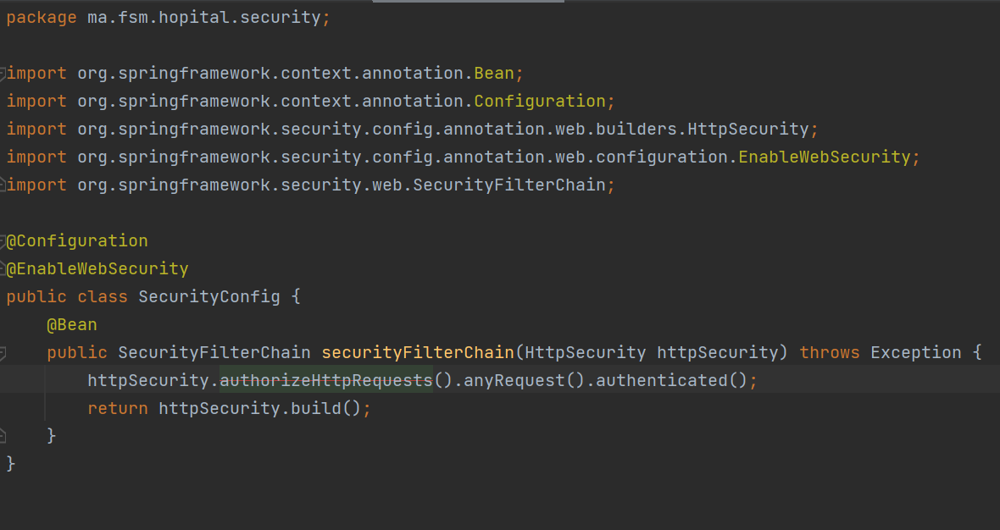 package ma.fsm.hopital.security;
import org.springframework.context.annotation.Bean;
import org.springframework.context.annotation.Configuration;
import org.springframework.security.config.annotation.web.builders.HttpSecurity;
import org.springframework.security.config.annotation.web.configuration.EnableWebSecurity;
import org.springframework.security.web.SecurityFilterChain;
@Configuration
@EnableWebSecurity
public class SecurityConfig {
@Bean
public SecurityFilterChain securityFilterChain(HttpSecurity httpSecurity) throws Exception {
httpSecurity.authorizeHttpRequests().anyRequest().authenticated();
return httpSecurity.build();
}
}